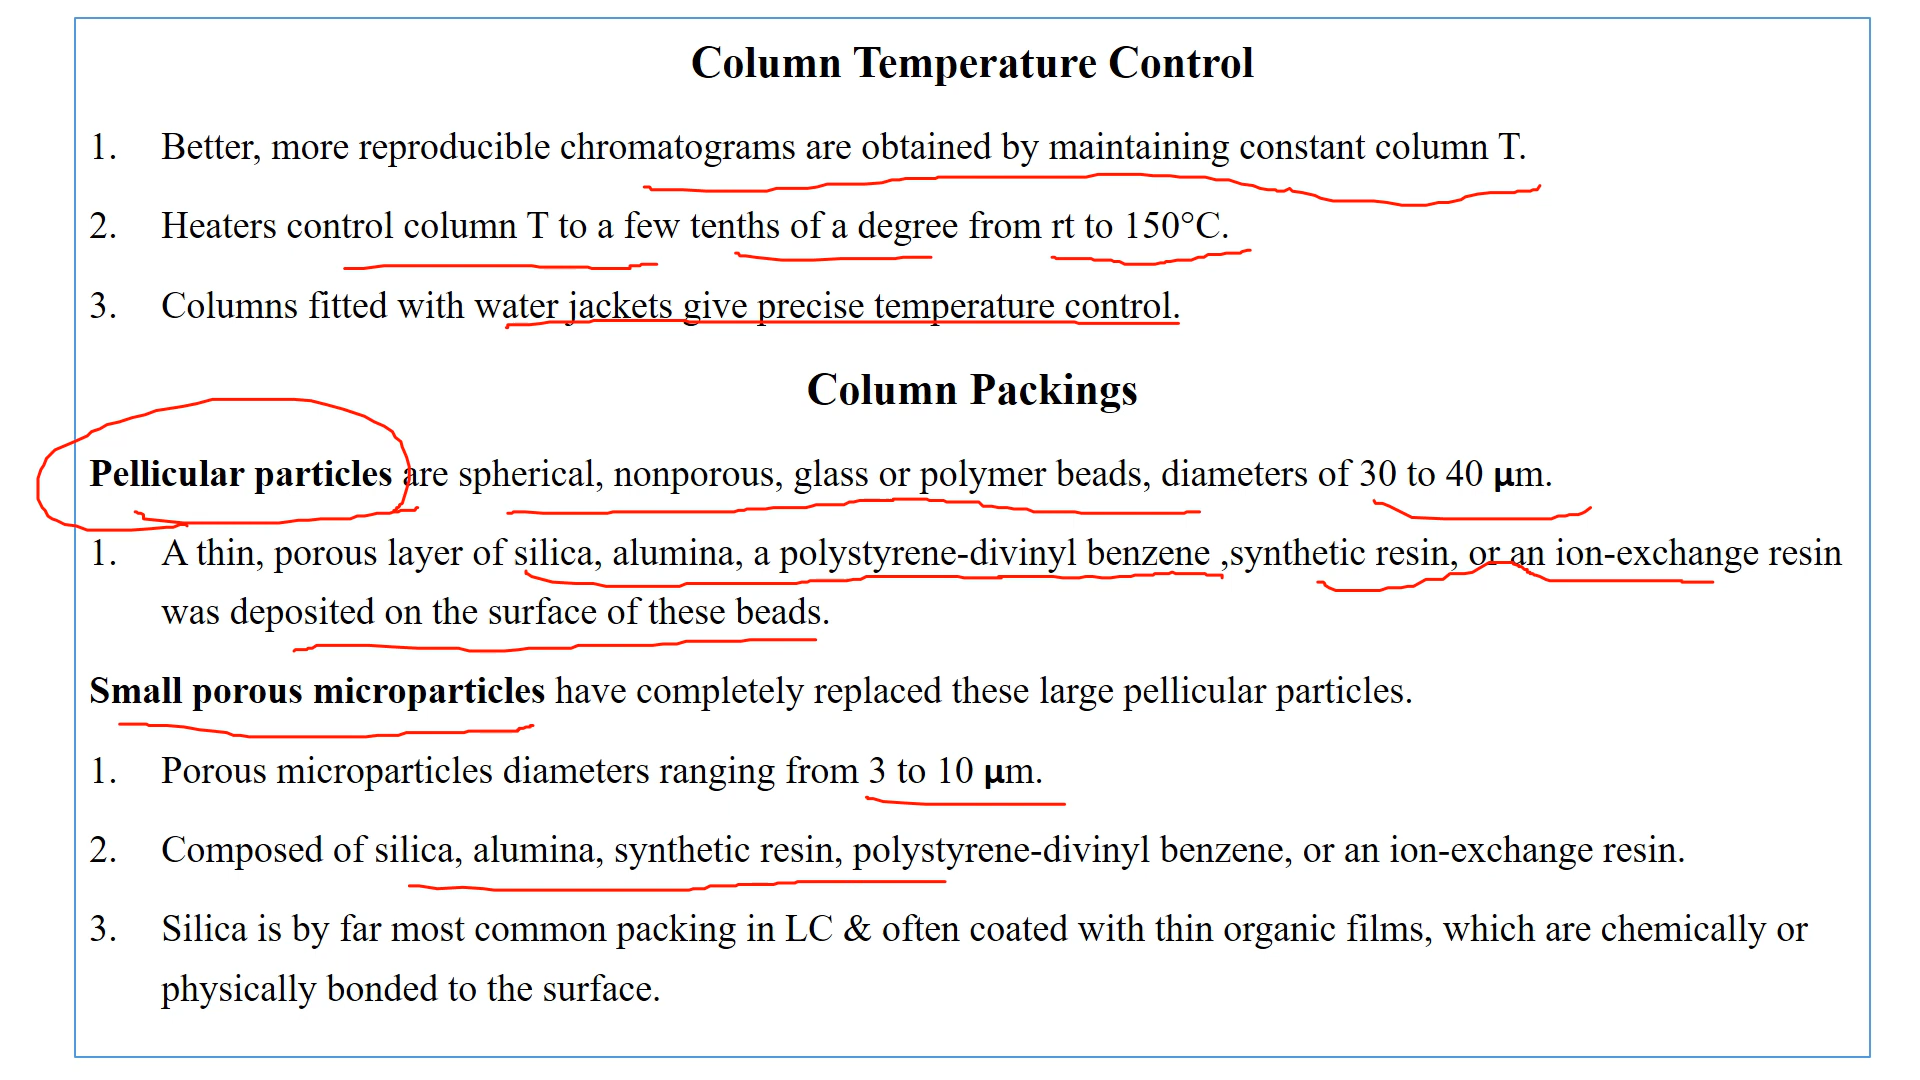 Column Temperature Control
1. Better, more reproducible chromatograms are obtained by maintaining constant column T.
2. Heaters control column T to a few tenths of a degree from rt to 150°C.
3. Columns fitted with water jackets give precise temperature control.
Column Packings
Pellicular particles are spherical, nonporous, glass or polymer beads, diameters of 30 to 40 μm.
1. A thin, porous layer of silica, alumina, a polystyrene-divinyl benzene ,synthetic resin, or an ion-exchange resin
was deposited on the surface of these beads.
Small porous microparticles have completely replaced these large pellicular particles.
1. Porous microparticles diameters ranging from 3 to 10 μm.
2. Composed of silica, alumina, synthetic resin, polystyrene-divinyl benzene, or an ion-exchange resin.
3. Silica is by far most common packing in LC & often coated with thin organic films, which are chemically or
physically bonded to the surface.